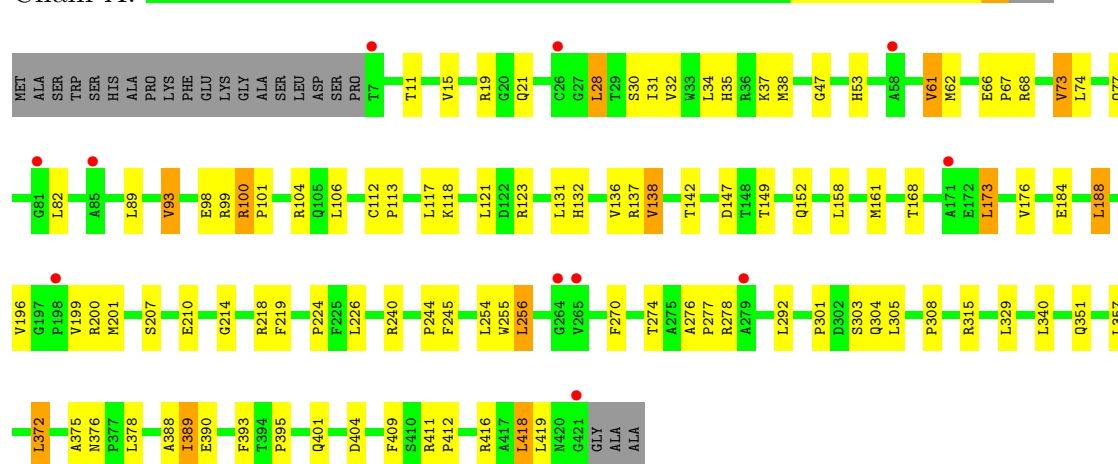 MET ALA SER TRP SER HIS ALA PRO LYS PHE GLU LYS GLY ALA SER LEU ASP SER PRO T7 T11 V15 R19 G20 Q21 C26 G27 L28 T29 S30 I31 V32 W33 L34 H35 R36 K37 M38 G47 H53 A58 V61 M62 E66 P67 R68 V73 L74
G81 L82 A85 L89 V93 E98 R99 R100 P101 R104 Q105 L106 C112 P113 L117 K118 L121 D122 R123 L131 H132 V136 R137 V138 T142 D147 T148 T149 Q152 L158 M161 T168 A171 E172 L173 V176 E184 L188
V196 G197 P198 V199 R200 M201 S207 E210 G214 R218 F219 P224 F225 L226 R240 P244 F245 L254 W255 L256 G264 V265 F270 T274 A275 A276 P277 R278 A279 L292 P301 D302 S303 Q304 L305 P308 R315 L329 L340 Q351
L372 A375 N376 P377 L378 A388 I389 E390 F393 T394 P395 Q401 D404 F409 S410 R411 P412 R416 A417 L418 L419 N420 G421 GLY ALA ALA